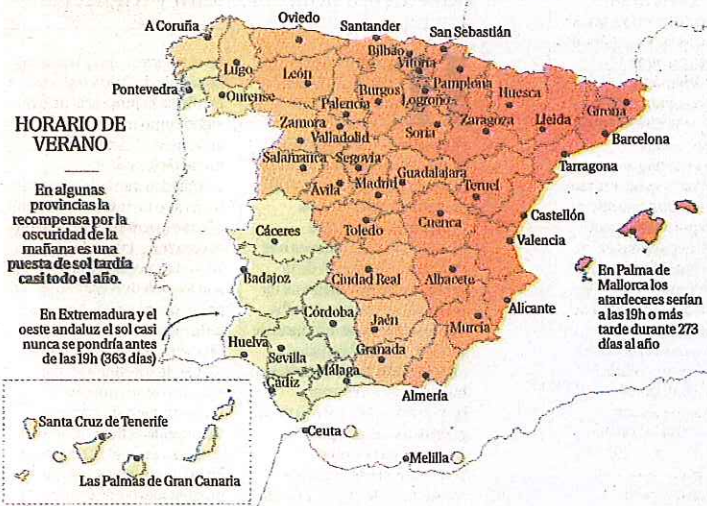 A Coruña
Oviedo
Santander
San Sebastián
Bilbao
Vitoria
Lugo
León
Burgos
Pamplona
Huesca
Girona
Pontevedra
Ourense
Palencia
Logroño
Zaragoza
Lleida
HORARIO DE
VERANO
Zamora
Valladolid
Soria
Barcelona
Salamanca
Segovia
Guadalajara
Tarragona
En algunas
provincias la
recompensa por la
oscuridad de la
mañana es una
puesta de sol tardía
casi todo el año.
Ávila
Madrid
Teruel
Cáceres
Toledo
Cuenca
Castellón
Valencia
Badajoz
Ciudad Real
Albacete
En Palma de
Mallorca los
atardeceres serían
a las 19h o más
tarde durante 273
días al año
En Extremadura y el
oeste andaluz el sol casi
nunca se pondría antes
de las 19h (363 días)
Córdoba
Jaén
Murcia
Alicante
Huelva
Sevilla
Granada
Cádiz
Málaga
Almería
Santa Cruz de Tenerife
Las Palmas de Gran Canaria
Ceuta
Melilla